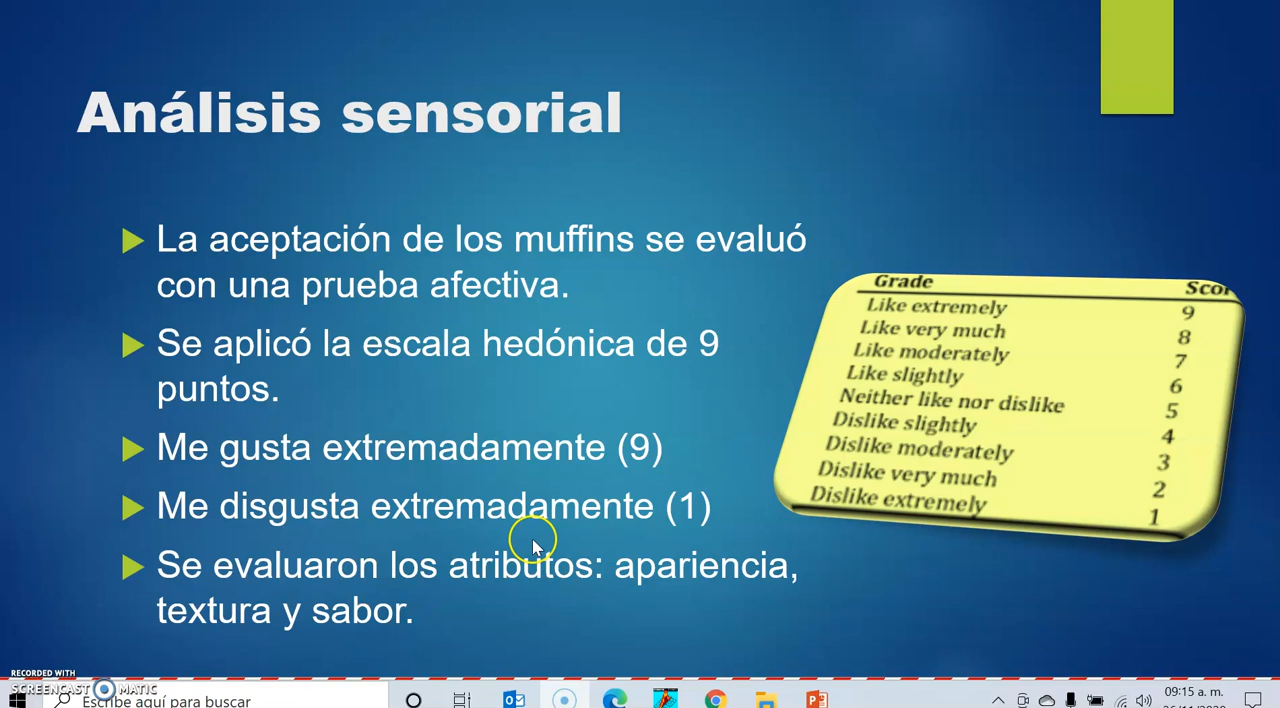 Análisis sensorial
La aceptación de los muffins se evaluó
con una prueba afectiva.
Se aplicó la escala hedónica de 9
puntos.
Me gusta extremadamente (9)
Me disgusta extremadamente (1)
Se evaluaron los atributos: apariencia,
textura y sabor.
Grade
Like extremely 9
Like very much 8
Like moderately 7
Like slightly 6
Neither like nor dislike 5
Dislike slightly 4
Dislike moderately 3
Dislike very much 2
Dislike extremely 1
RECORDED WITH
SCREENCAST MATIC
Escribe aquí para buscar
09:15 a. m.